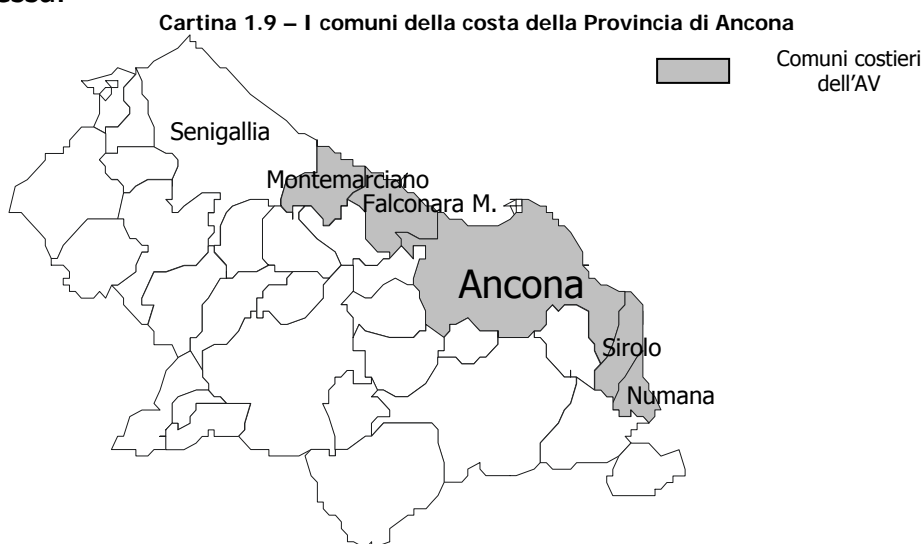 Cartina 1.9 – I comuni della costa della Provincia di Ancona
Comuni costieri
dell'AV
Senigallia
Montemarciano
Falconara M.
Ancona
Sirolo
Numana